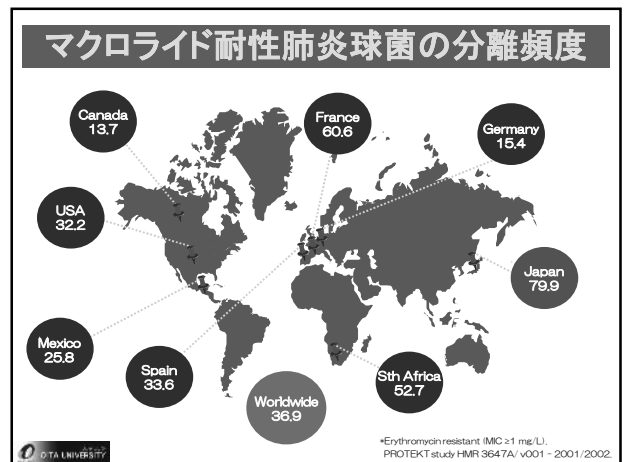 マクロライド耐性肺炎球菌の分離頻度
Canada
13.7
France
60.6
Germany
15.4
USA
32.2
Japan
79.9
Mexico
25.8
Spain
33.6
Sth Africa
52.7
Worldwide
36.9
*Erythromycin resistant (MIC ≥1 mg/L).
PROTEKT study HMR 3647A/ v001 - 2001/2002.
OITA UNIVERSITY